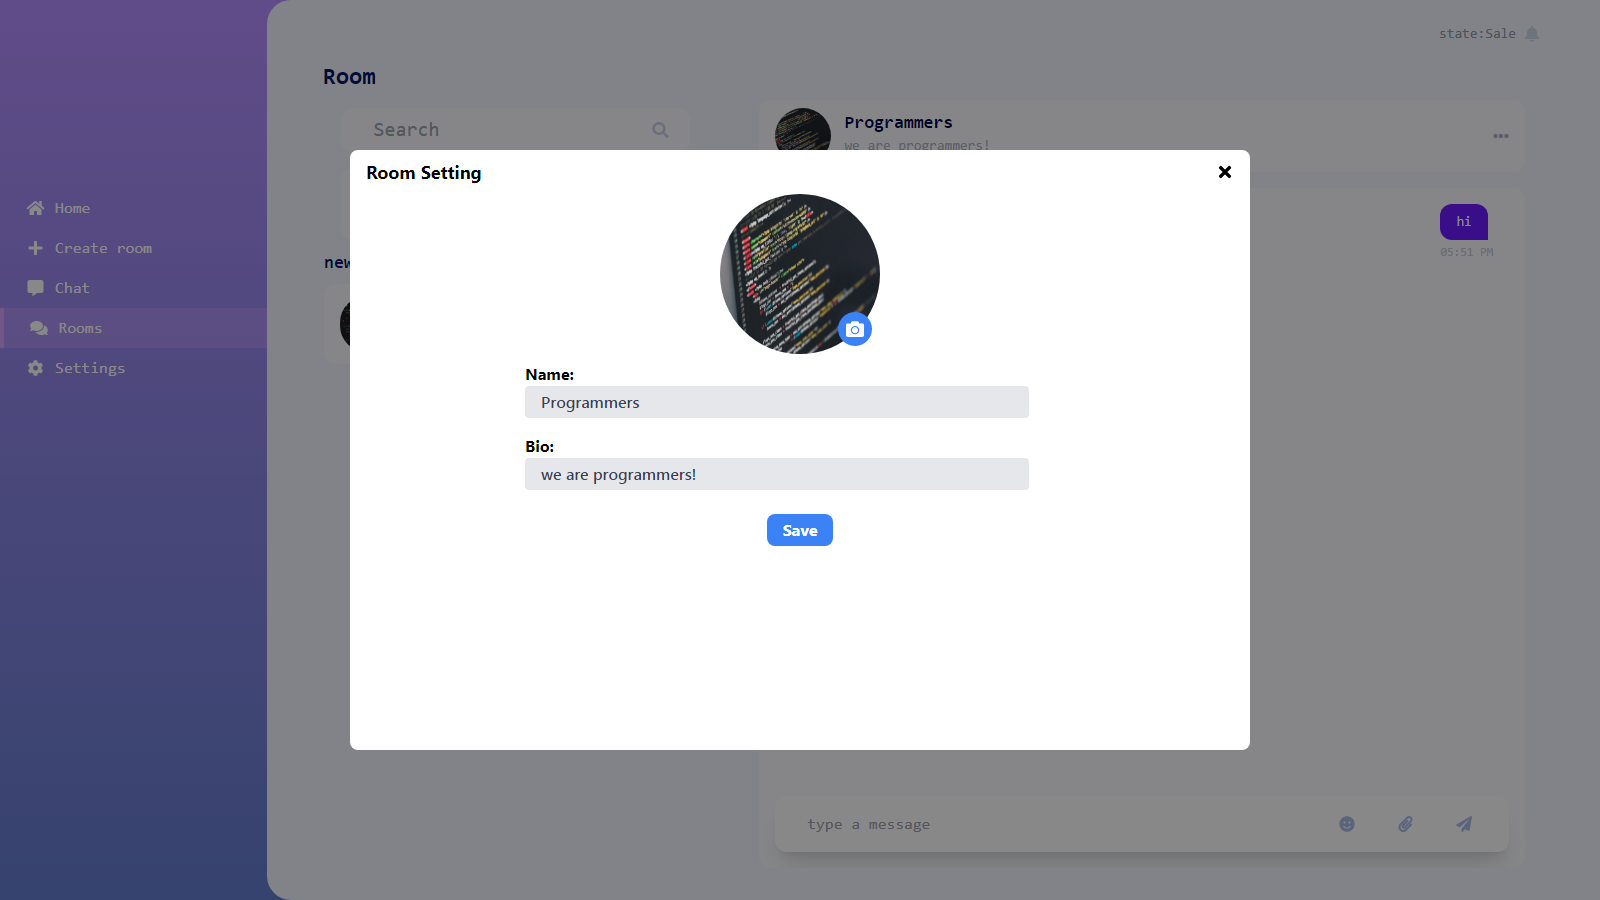 state:Sale
Room
Search
Programmers
we are programmers!
Room Setting
Home
Create room
Chat
Rooms
Settings
hi
05:51 PM
new
Name:
Programmers
Bio:
we are programmers!
Save
type a message